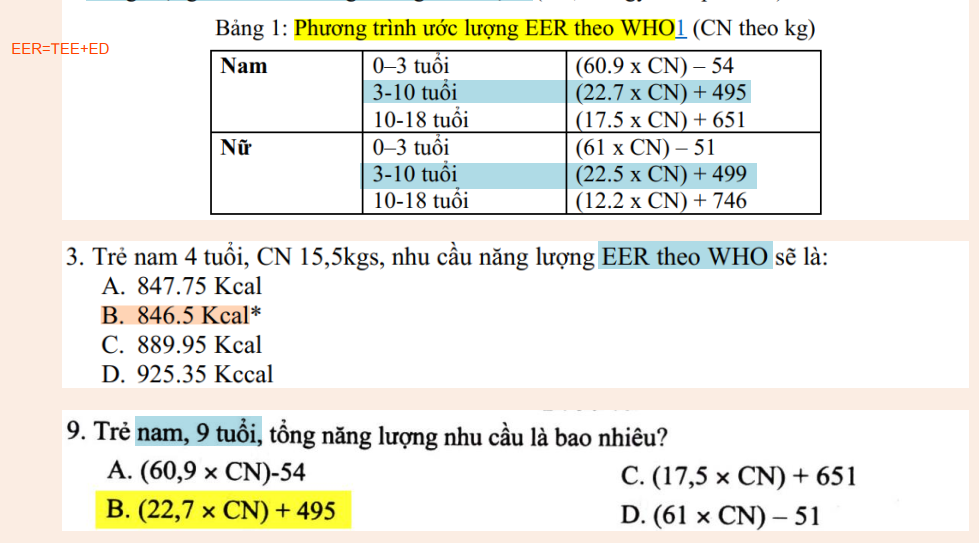 Bảng 1: Phương trình ước lượng EER theo WHO1 (CN theo kg)
EER=TEE+ED
Nam 0–3 tuổi (60.9 x CN) – 54
3-10 tuổi (22.7 x CN) + 495
10-18 tuổi (17.5 x CN) + 651
Nữ 0–3 tuổi (61 x CN) – 51
3-10 tuổi (22.5 x CN) + 499
10-18 tuổi (12.2 x CN) + 746
3. Trẻ nam 4 tuổi, CN 15,5kgs, nhu cầu năng lượng EER theo WHO sẽ là:
A. 847.75 Kcal
B. 846.5 Kcal*
C. 889.95 Kcal
D. 925.35 Kccal
9. Trẻ nam, 9 tuổi, tổng năng lượng nhu cầu là bao nhiêu?
A. (60,9 × CN)-54 C. (17,5 × CN) + 651
B. (22,7 × CN) + 495 D. (61 × CN) – 51